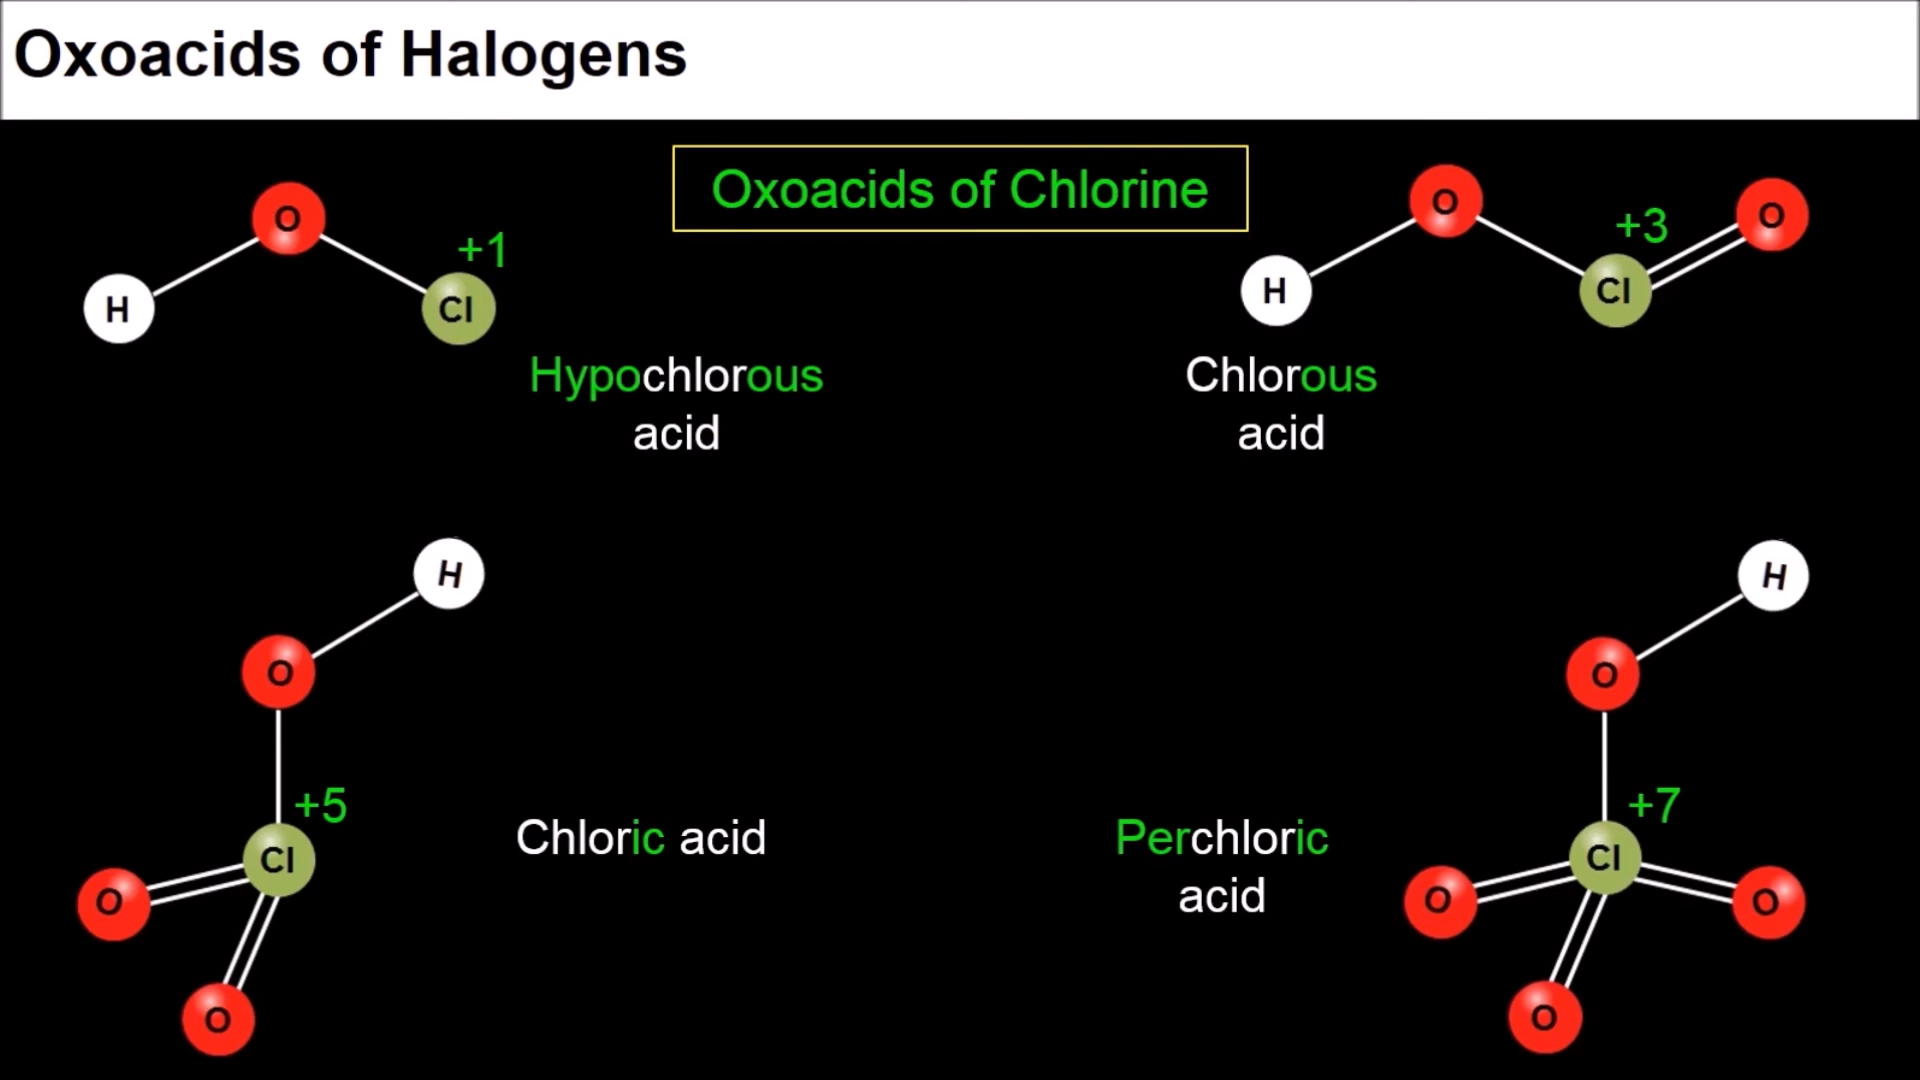 Oxoacids of Halogens
Oxoacids of Chlorine
O
+1
H
Cl
Hypochlorous
acid
O
+3
O
H
Cl
Chlorous
acid
H
O
+5
Cl
O
O
Chloric acid
Perchloric
acid
H
O
+7
Cl
O
O
O